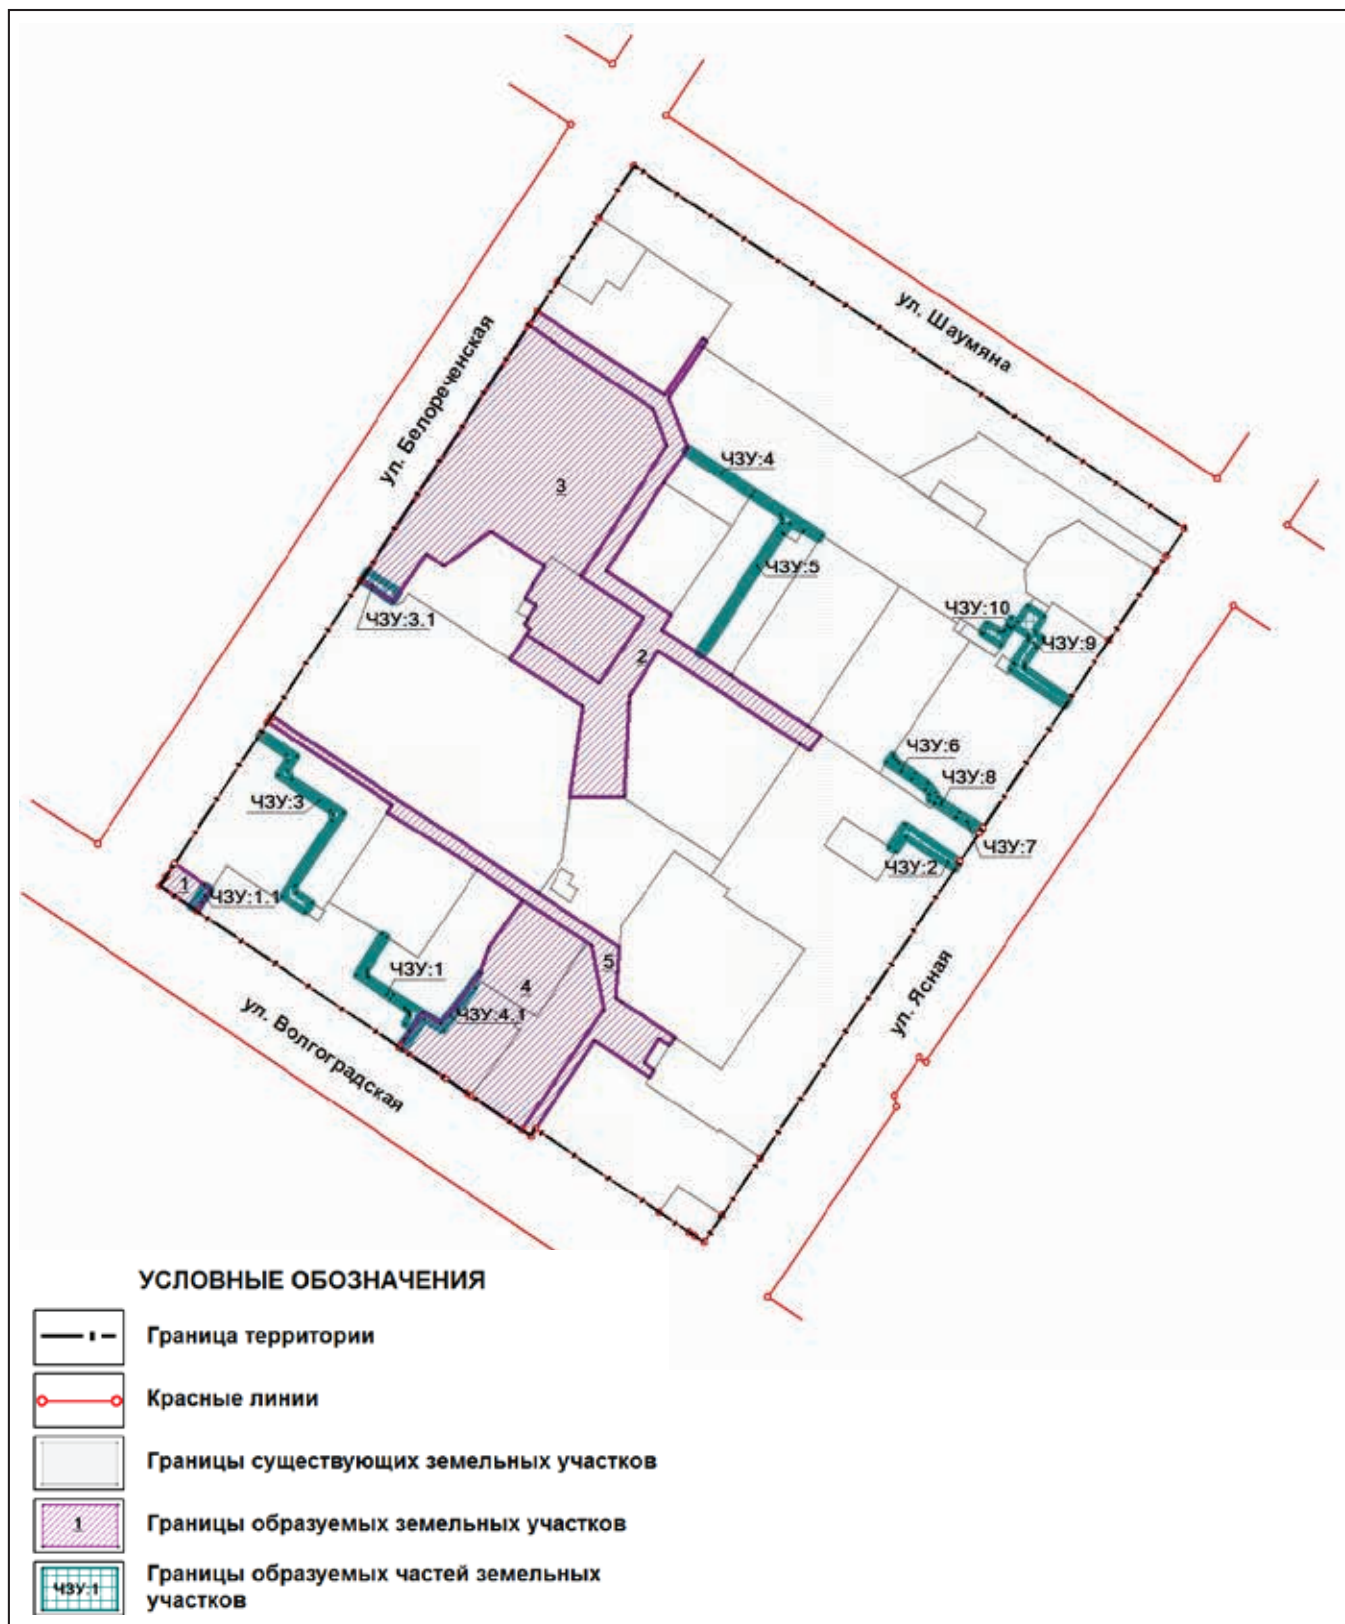 ул. Шаумяна
ул. Белореченская
ЧЗУ:4
3
ЧЗУ:5
ЧЗУ:10
ЧЗУ:3.1
ЧЗУ:9
2
ЧЗУ:6
ЧЗУ:8
ЧЗУ:3
ЧЗУ:7
ЧЗУ:2
1
ЧЗУ:1.1
5
ЧЗУ:1
4
ЧЗУ:4.1
ул. Ясная
ул. Волгоградская
УСЛОВНЫЕ ОБОЗНАЧЕНИЯ
Граница территории
Красные линии
Границы существующих земельных участков
1
Границы образуемых земельных участков
ЧЗУ:1
Границы образуемых частей земельных
участков